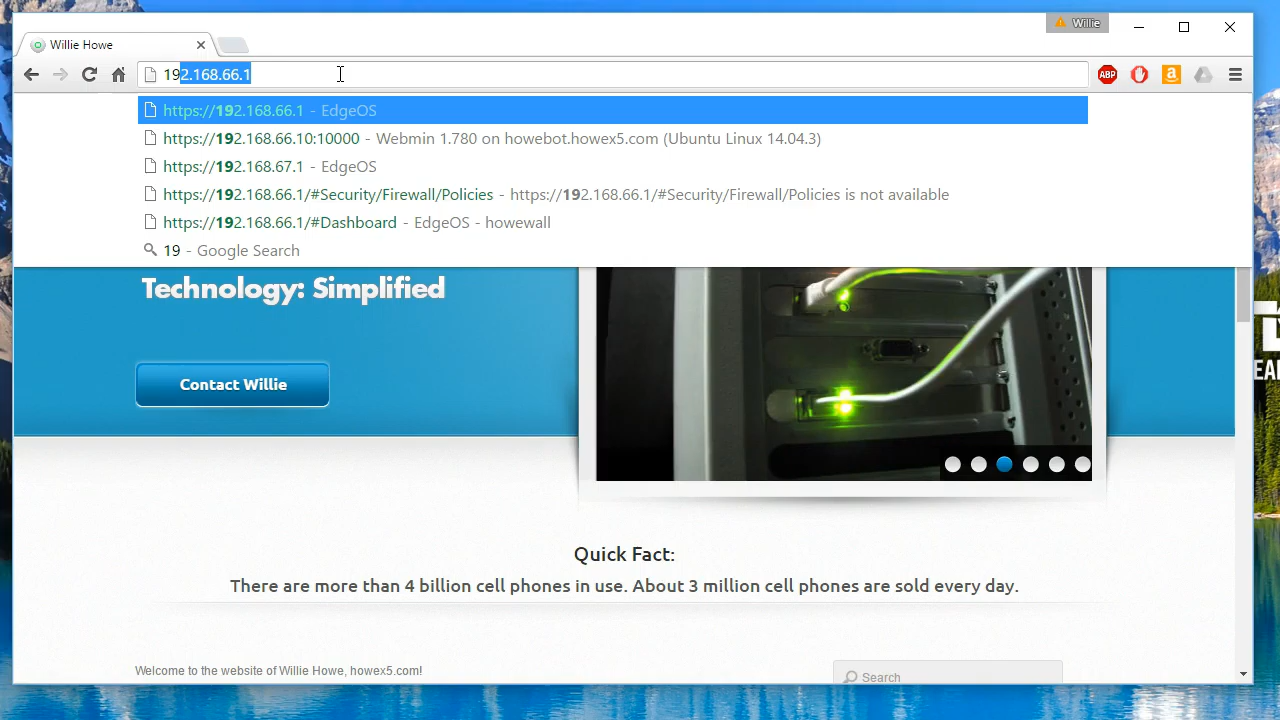 Willie
Willie Howe
192.168.66.1
ABP
https://192.168.66.1 - EdgeOS
https://192.168.66.10:10000 - Webmin 1.780 on howebot.howex5.com (Ubuntu Linux 14.04.3)
https://192.168.67.1 - EdgeOS
https://192.168.66.1/#Security/Firewall/Policies - https://192.168.66.1/#Security/Firewall/Policies is not available
https://192.168.66.1/#Dashboard - EdgeOS - howewall
19 - Google Search
Technology: Simplified
Contact Willie
Quick Fact:
There are more than 4 billion cell phones in use. About 3 million cell phones are sold every day.
Welcome to the website of Willie Howe, howex5.com!
Search